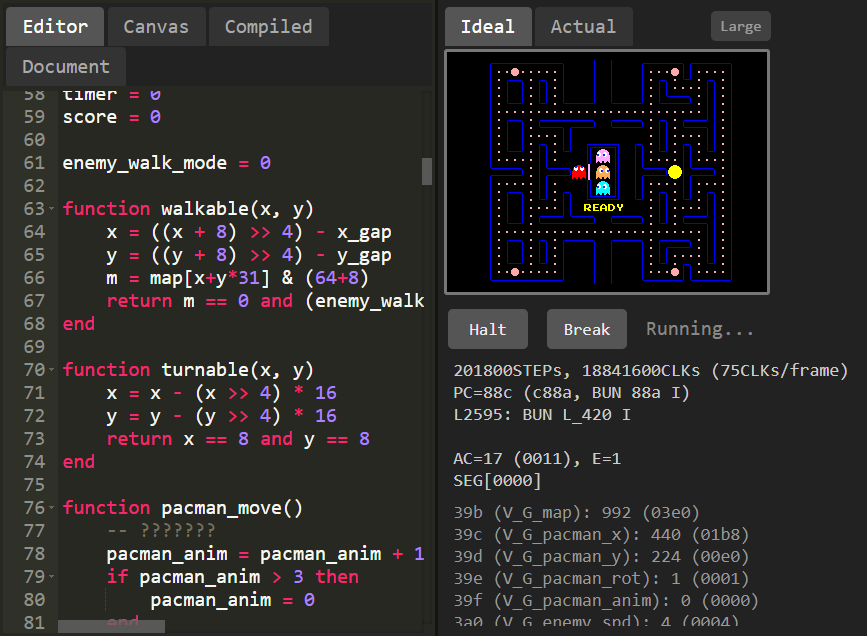 Editor Canvas Compiled
Document
58 timer = 0
59 score = 0
60
61 enemy_walk_mode = 0
62
63 function walkable(x, y)
64 x = ((x + 8) >> 4) - x_gap
65 y = ((y + 8) >> 4) - y_gap
66 m = map[x+y*31] & (64+8)
67 return m == 0 and (enemy_walk
68 end
69
70 function turnable(x, y)
71 x = x - (x >> 4) * 16
72 y = y - (y >> 4) * 16
73 return x == 8 and y == 8
74 end
75
76 function pacman_move()
77 -- ???????
78 pacman_anim = pacman_anim + 1
79 if pacman_anim > 3 then
80 pacman_anim = 0
81 end
Ideal Actual Large
READY
Halt Break Running...
201800STEPs, 18841600CLKs (75CLKs/frame)
PC=88c (c88a, BUN 88a I)
L2595: BUN L_420 I
AC=17 (0011), E=1
SEG[0000]
39b (V_G_map): 992 (03e0)
39c (V_G_pacman_x): 440 (01b8)
39d (V_G_pacman_y): 224 (00e0)
39e (V_G_pacman_rot): 1 (0001)
39f (V_G_pacman_anim): 0 (0000)
3a0 (V_G_enemy_spd): 4 (0004)